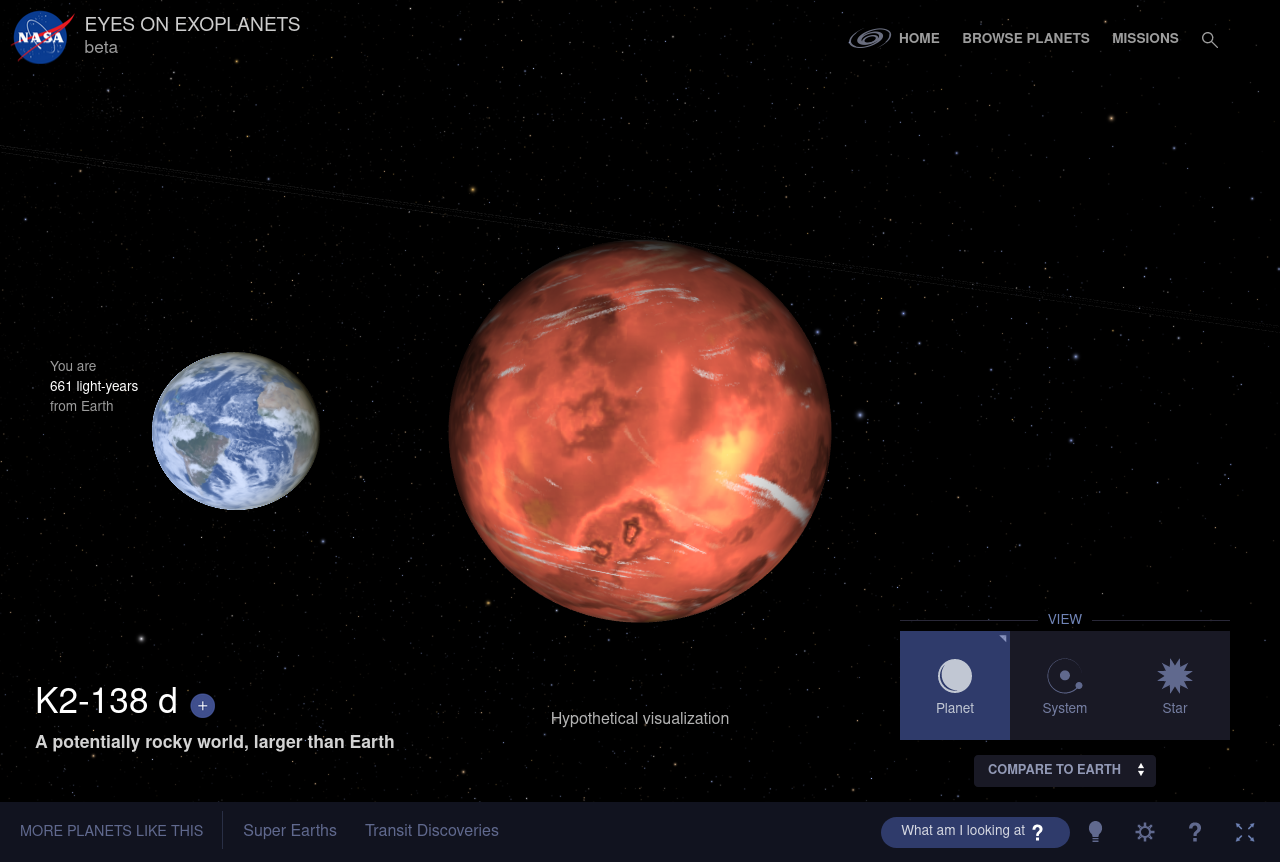 NASA
EYES ON EXOPLANETS
beta
HOME
BROWSE PLANETS
MISSIONS
You are
661 light-years
from Earth
K2-138 d +
A potentially rocky world, larger than Earth
Hypothetical visualization
VIEW
Planet
System
Star
COMPARE TO EARTH
MORE PLANETS LIKE THIS
Super Earths
Transit Discoveries
What am I looking at ?
?